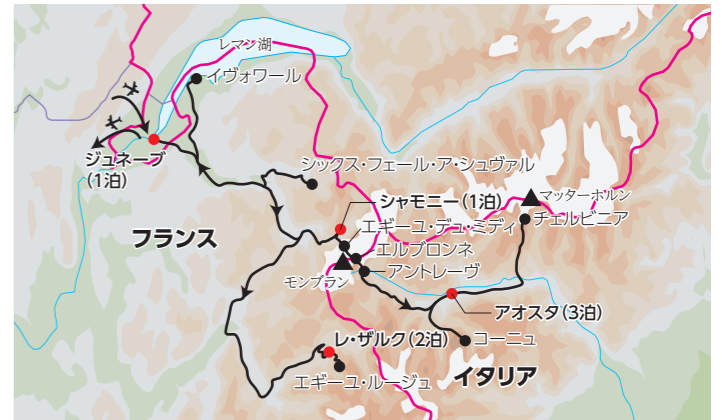 レマン湖
イヴォワール
ジュネーブ
(1泊)
シックス・フェール・ア・シュヴァル
マッターホルン
シャモニー(1泊)
チェルビニア
エギーユ・デュ・ミディ
フランス
エルブロンネ
アントレーヴ
モンブラン
アオスタ(3泊)
レ・ザルク(2泊)
コーニュ
エギーユ・ルージュ
イタリア